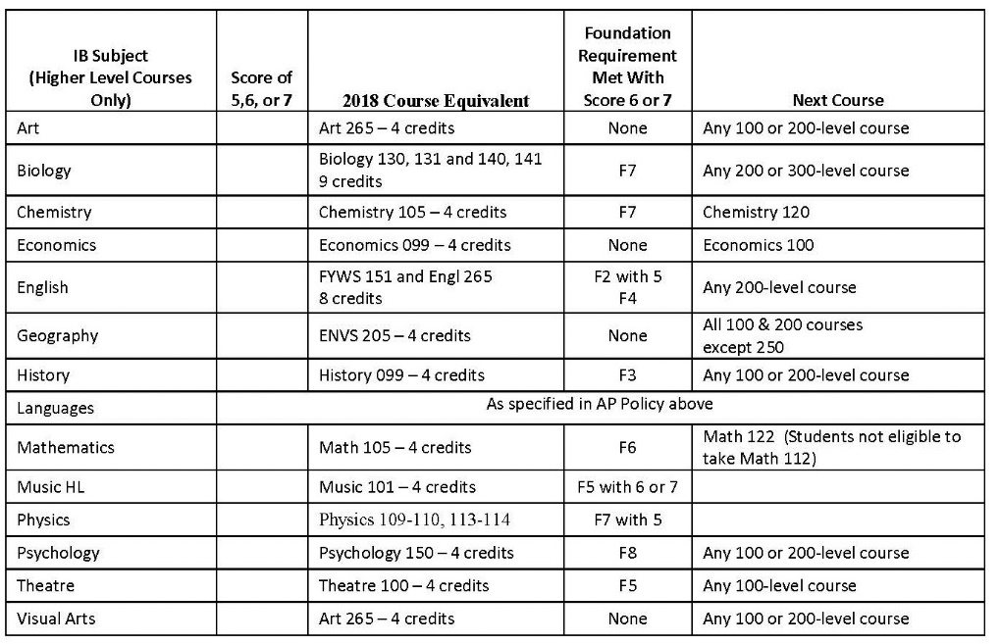 IB Subject
(Higher Level Courses
Only)
Score of
5,6, or 7
2018 Course Equivalent
Foundation
Requirement
Met With
Score 6 or 7
Next Course
Art
Art 265 – 4 credits
None
Any 100 or 200-level course
Biology
Biology 130, 131 and 140, 141
9 credits
F7
Any 200 or 300-level course
Chemistry
Chemistry 105 – 4 credits
F7
Chemistry 120
Economics
Economics 099 – 4 credits
None
Economics 100
English
FYWS 151 and Engl 265
8 credits
F2 with 5
F4
Any 200-level course
Geography
ENVS 205 – 4 credits
None
All 100 & 200 courses
except 250
History
History 099 – 4 credits
F3
Any 100 or 200-level course
Languages
As specified in AP Policy above
Mathematics
Math 105 – 4 credits
F6
Math 122 (Students not eligible to
take Math 112)
Music HL
Music 101 – 4 credits
F5 with 6 or 7
Physics
Physics 109-110, 113-114
F7 with 5
Psychology
Psychology 150 – 4 credits
F8
Any 100 or 200-level course
Theatre
Theatre 100 – 4 credits
F5
Any 100-level course
Visual Arts
Art 265 – 4 credits
None
Any 100 or 200-level course